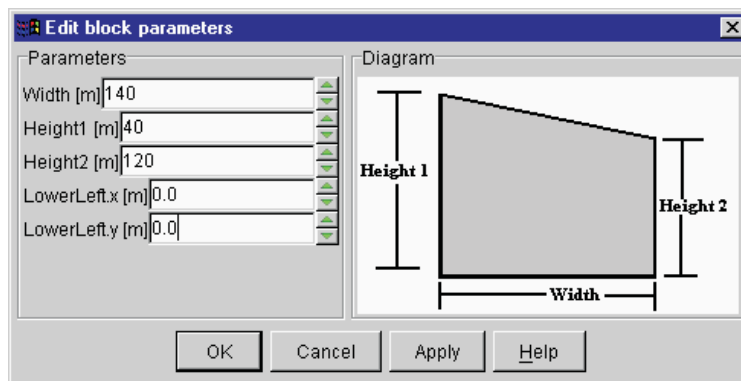 Edit block parameters
Parameters
Width [m] 140
Height1 [m] 40
Height2 [m] 120
LowerLeft.x [m] 0.0
LowerLeft.y [m] 0.0
Diagram
Height 1
Height 2
Width
OK Cancel Apply Help